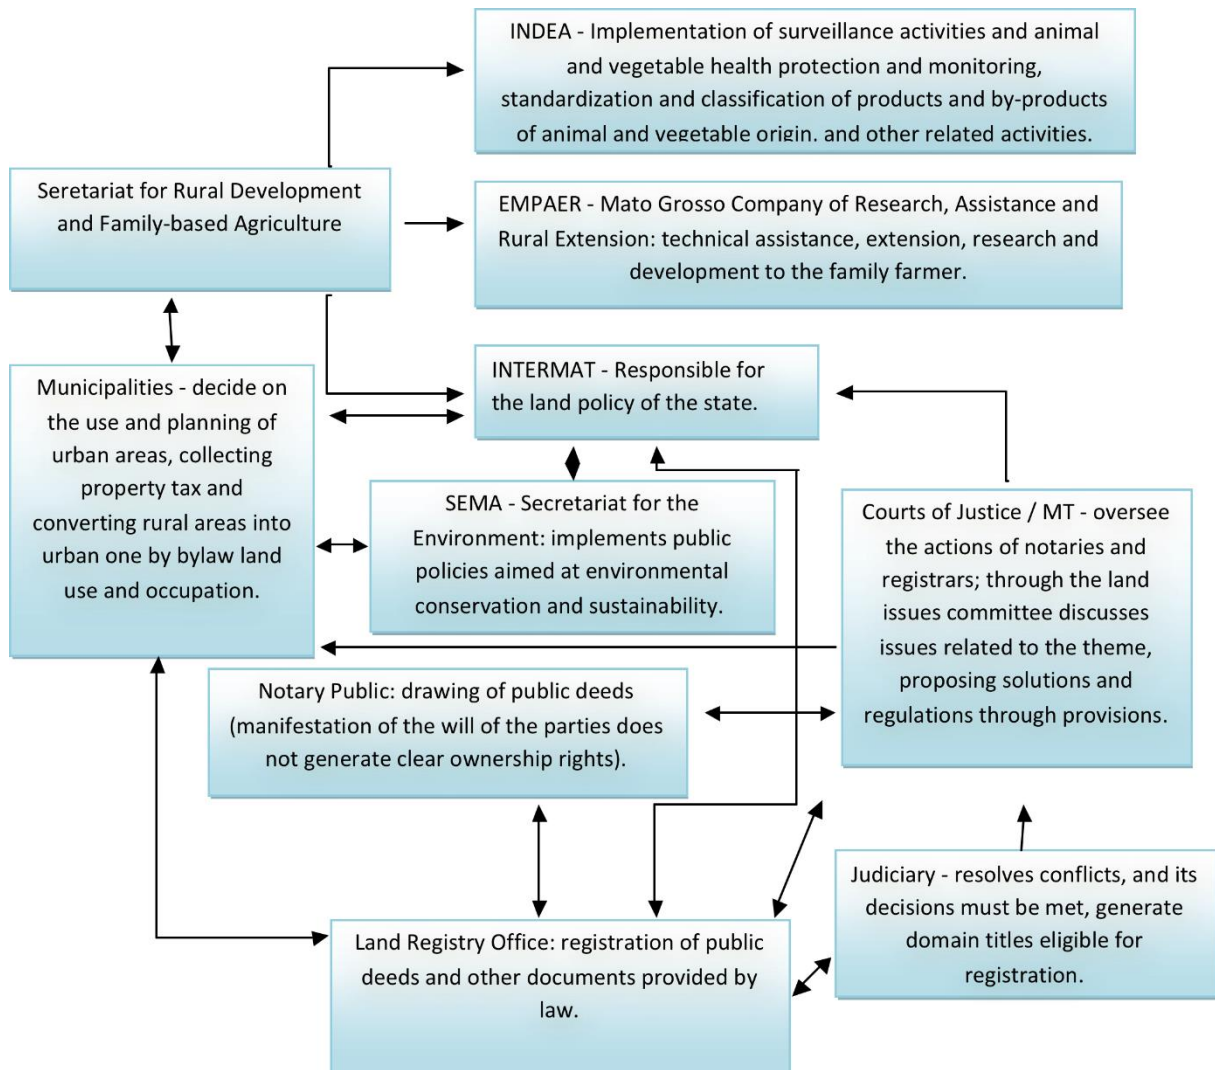 INDEA - Implementation of surveillance activities and animal
and vegetable health protection and monitoring,
standardization and classification of products and by-products
of animal and vegetable origin. and other related activities.
Seretariat for Rural Development
and Family-based Agriculture
EMPAER - Mato Grosso Company of Research, Assistance and
Rural Extension: technical assistance, extension, research and
development to the family farmer.
INTERMAT - Responsible for
the land policy of the state.
Municipalities - decide on
the use and planning of
urban areas, collecting
property tax and
converting rural areas into
urban one by bylaw land
use and occupation.
SEMA - Secretariat for the
Environment: implements public
policies aimed at environmental
conservation and sustainability.
Courts of Justice / MT - oversee
the actions of notaries and
registrars; through the land
issues committee discusses
issues related to the theme,
proposing solutions and
regulations through provisions.
Notary Public: drawing of public deeds
(manifestation of the will of the parties does
not generate clear ownership rights).
Judiciary - resolves conflicts, and its
decisions must be met, generate
domain titles eligible for
registration.
Land Registry Office: registration of public
deeds and other documents provided by
law.